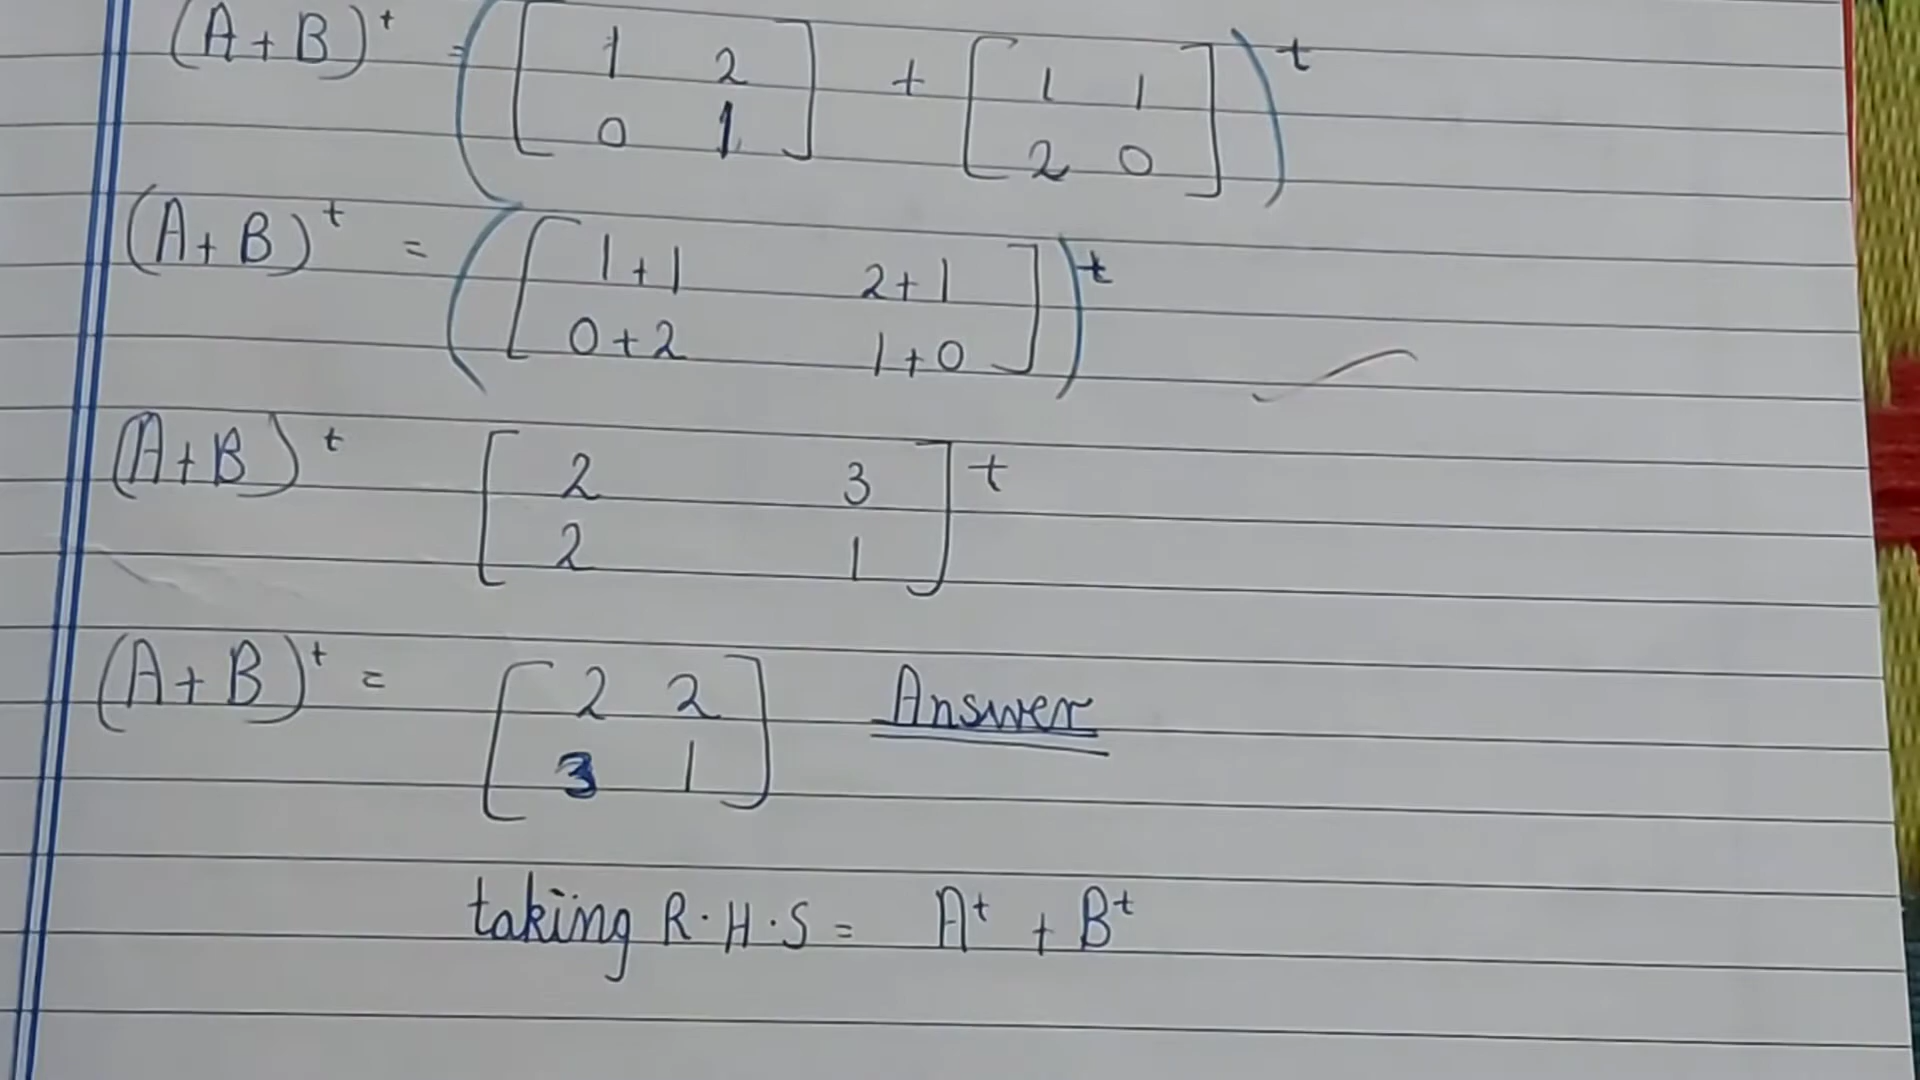 (A+B)^t = ([1 2; 0 1] + [1 1; 2 0])^t
(A+B)^t = ([1+1 2+1; 0+2 1+0])^t
(A+B)^t [2 3; 2 1]^t
(A+B)^t = [2 2; 3 1] Answer
taking R.H.S = A^t + B^t